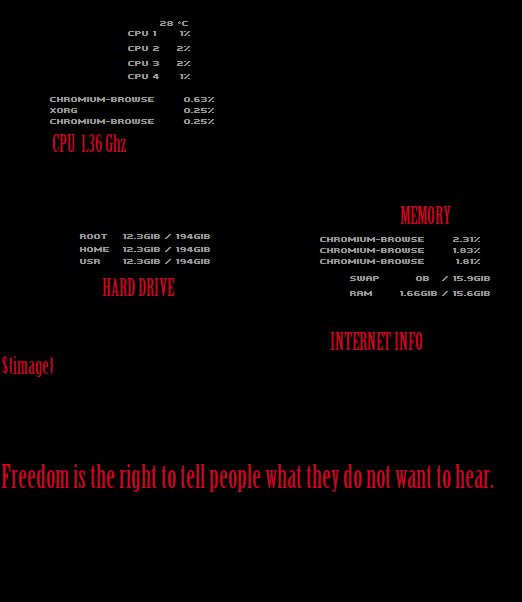 28 °C
CPU 1 1%
CPU 2 2%
CPU 3 2%
CPU 4 1%
CHROMIUM-BROWSE 0.63%
XORG 0.25%
CHROMIUM-BROWSE 0.25%
CPU 1.36 Ghz
ROOT 12.3GIB / 194GIB
HOME 12.3GIB / 194GIB
USR 12.3GIB / 194GIB
HARD DRIVE
MEMORY
CHROMIUM-BROWSE 2.31%
CHROMIUM-BROWSE 1.83%
CHROMIUM-BROWSE 1.81%
SWAP 0B / 15.9GIB
RAM 1.66GIB / 15.6GIB
INTERNET INFO
${image}
Freedom is the right to tell people what they do not want to hear.